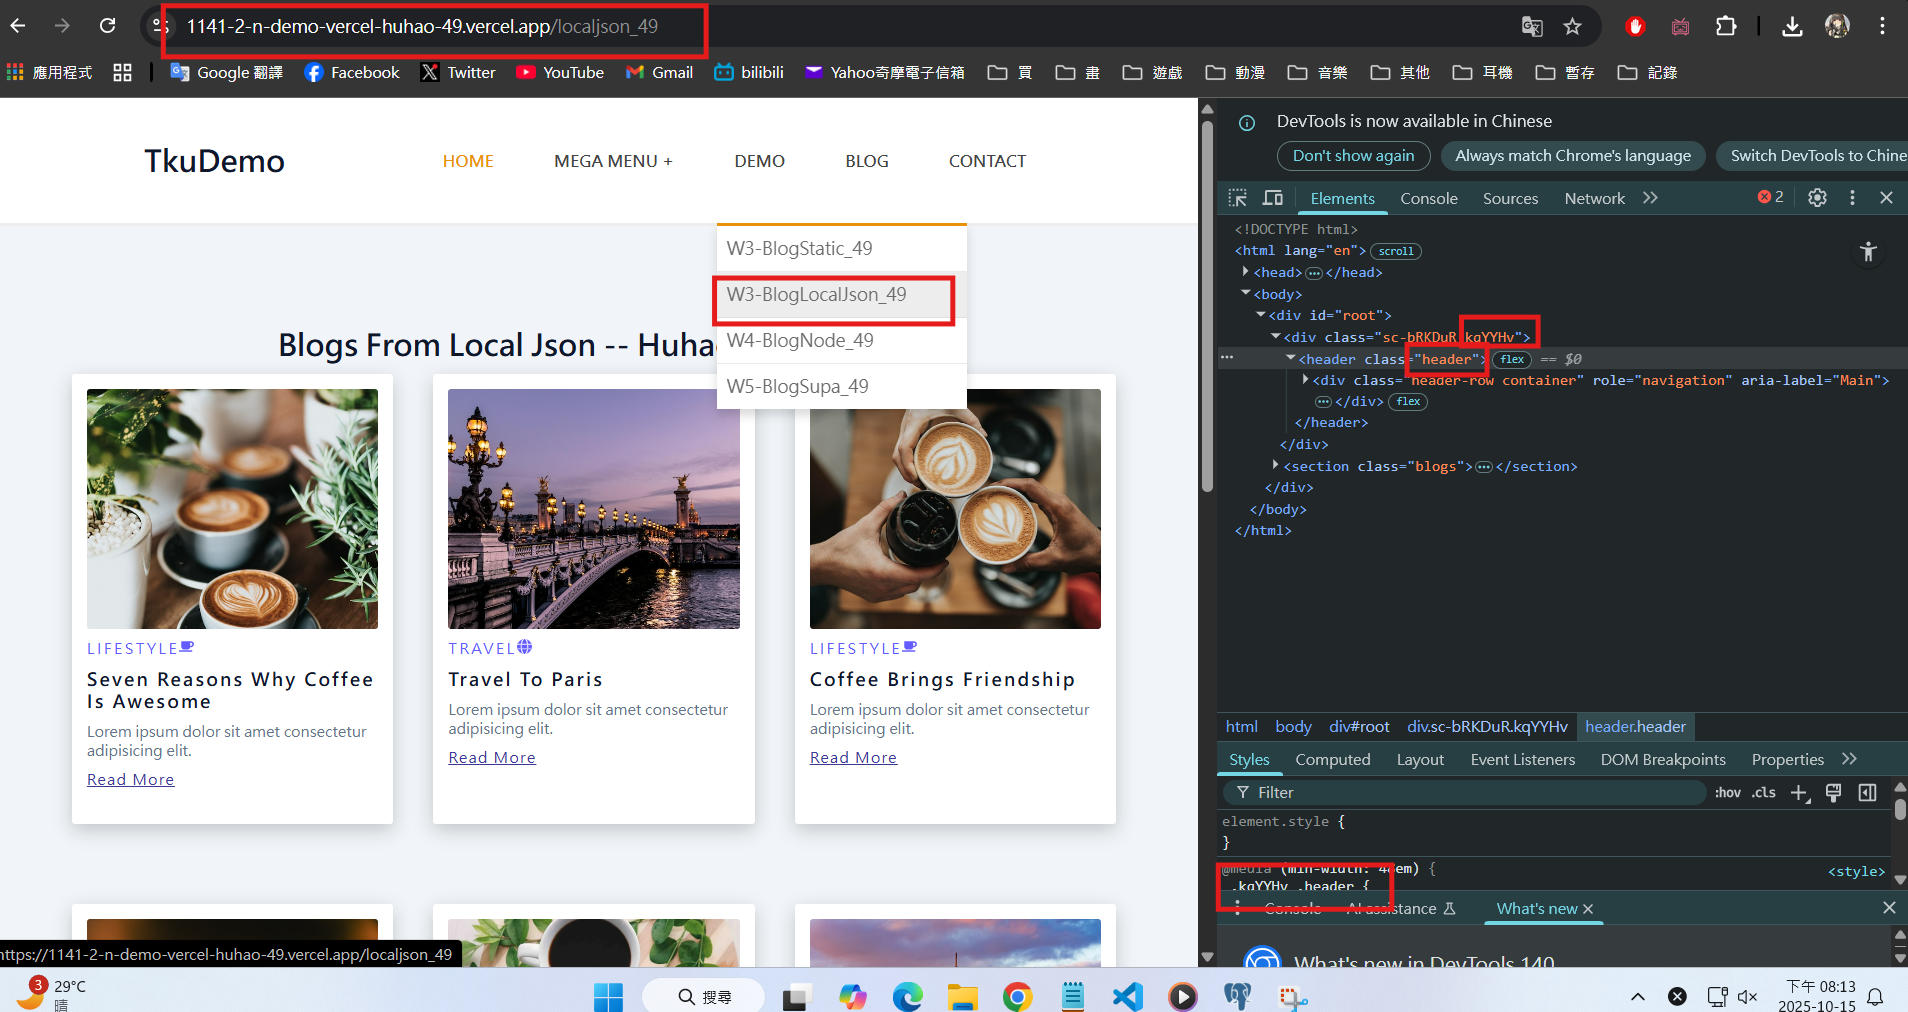 1141-2-n-demo-vercel-huhao-49.vercel.app/localjson_49
應用程式 Google 翻譯 Facebook Twitter YouTube Gmail bilibili Yahoo奇摩電子信箱 買 畫 遊戲 動漫 音樂 其他 耳機 暫存 記錄
TkuDemo HOME MEGA MENU + DEMO BLOG CONTACT
W3-BlogStatic_49
W3-BlogLocalJson_49
W4-BlogNode_49
W5-BlogSupa_49
Blogs From Local Json -- Huha
LIFESTYLE
Seven Reasons Why Coffee
Is Awesome
Lorem ipsum dolor sit amet consectetur
adipisicing elit.
Read More
TRAVEL
Travel To Paris
Lorem ipsum dolor sit amet consectetur
adipisicing elit.
Read More
LIFESTYLE
Coffee Brings Friendship
Lorem ipsum dolor sit amet consectetur
adipisicing elit.
Read More
https://1141-2-n-demo-vercel-huhao-49.vercel.app/localjson_49
DevTools is now available in Chinese
Don't show again Always match Chrome's language Switch DevTools to Chine
Elements Console Sources Network 2
<!DOCTYPE html>
<html lang="en"> scroll
<head> … </head>
<body>
<div id="root">
<div class="sc-bRKDuR kqYYHv">
… <header class="header"> flex == $0
<div class="header-row container" role="navigation" aria-label="Main">
… </div> flex
</header>
</div>
<section class="blogs"> … </section>
</div>
</body>
</html>
html body div#root div.sc-bRKDuR.kqYYHv header.header
Styles Computed Layout Event Listeners DOM Breakpoints Properties
Filter :hov .cls
element.style {
}
@media (min-width: 48em) { <style>
.kqYYHv .header {
Console AI assistance What's new
What's new in DevTools 140
3
29°C
晴
搜尋
下午 08:13
2025-10-15